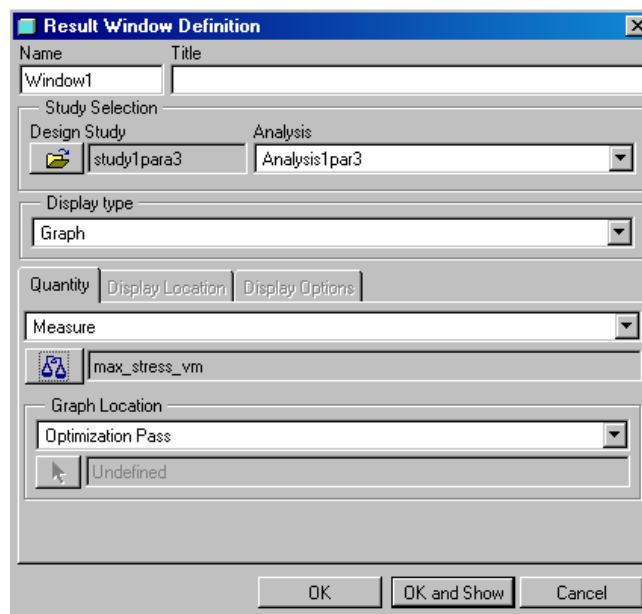 Result Window Definition
Name Title
Window1
Study Selection
Design Study Analysis
study1para3 Analysis1par3
Display type
Graph
Quantity Display Location Display Options
Measure
max_stress_vm
Graph Location
Optimization Pass
Undefined
OK OK and Show Cancel